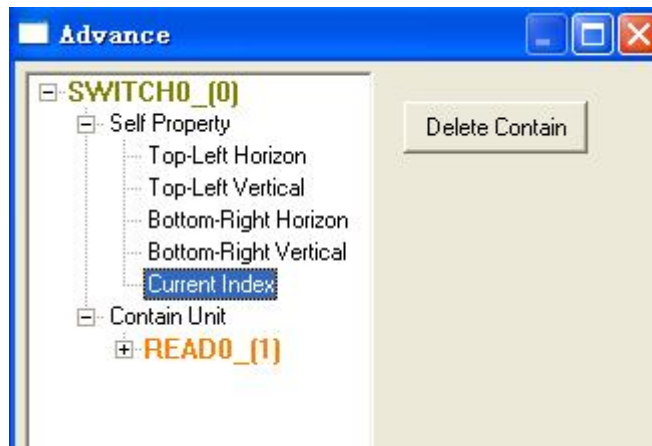 Advance
SWITCH0_(0)
Self Property
Delete Contain
Top-Left Horizon
Top-Left Vertical
Bottom-Right Horizon
Bottom-Right Vertical
Current Index
Contain Unit
READ0_(1)